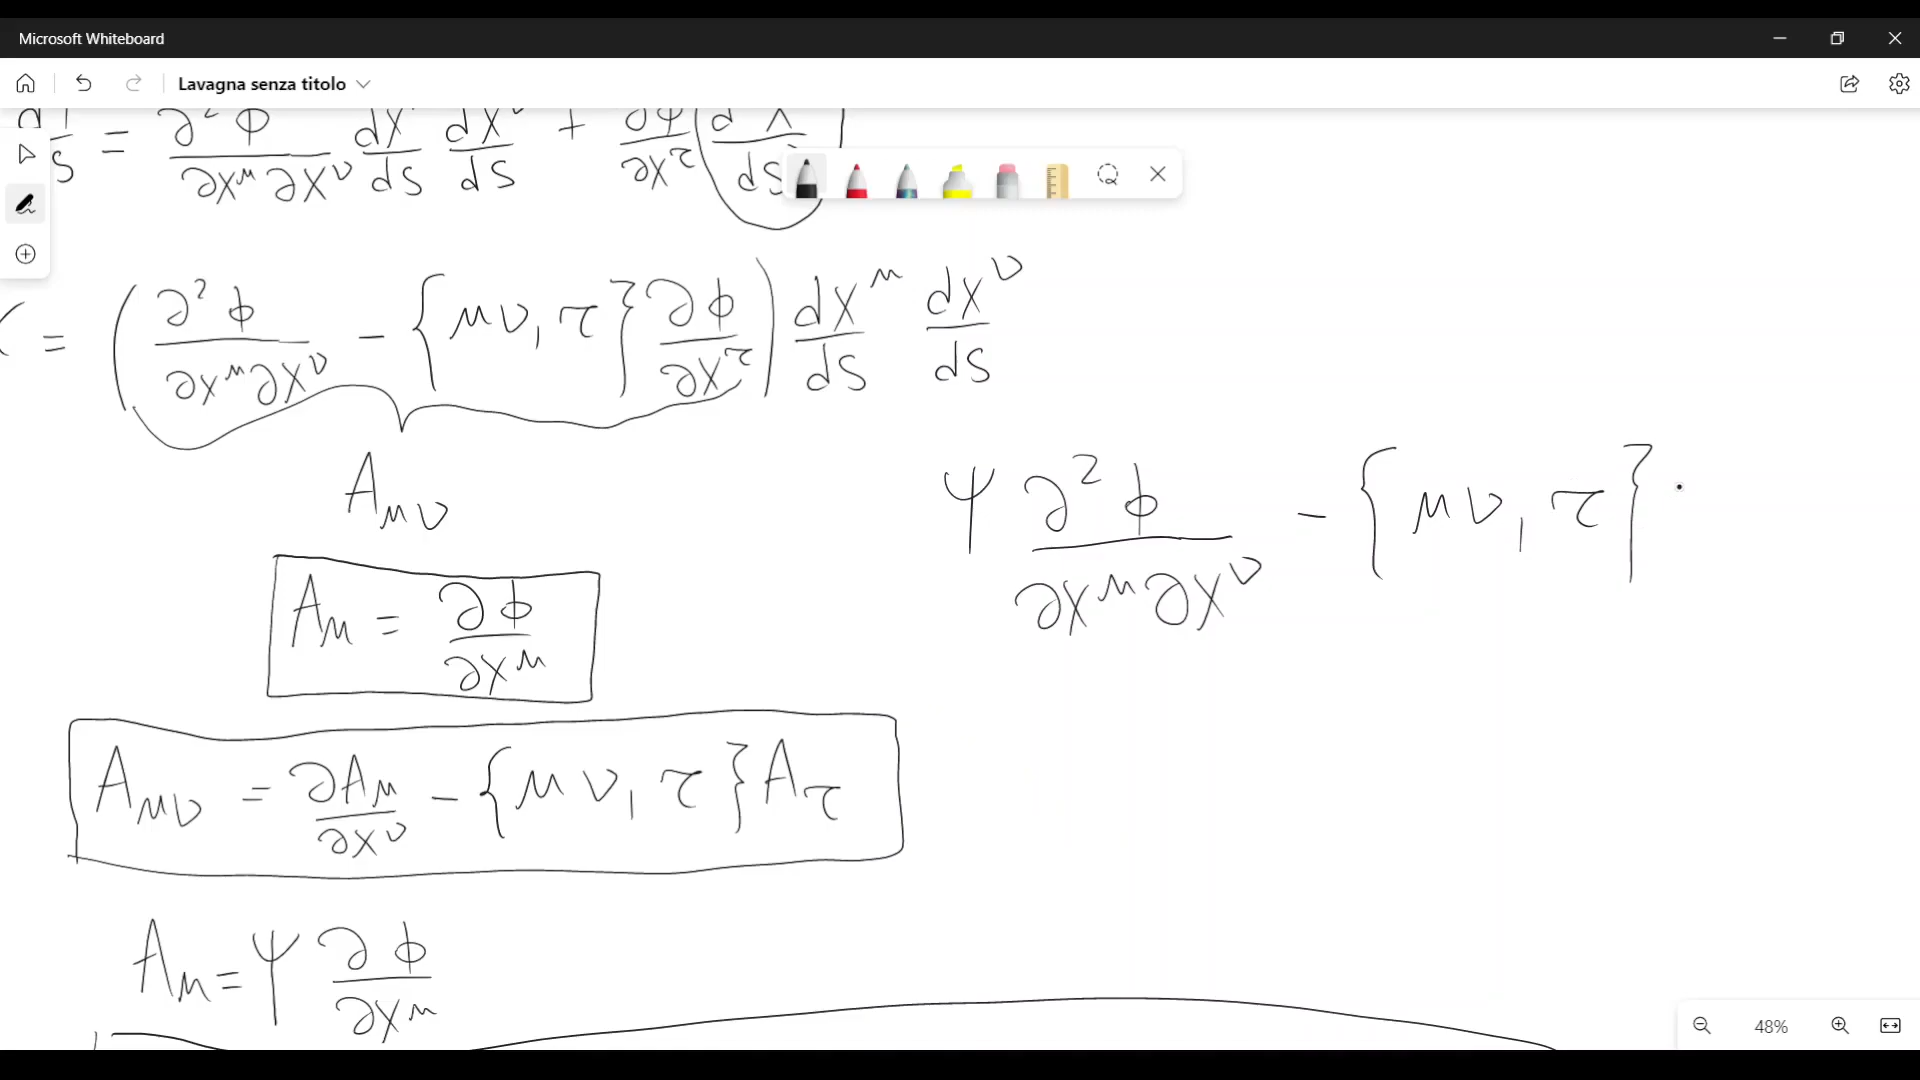 Microsoft Whiteboard
Lavagna senza titolo
= ∂²ϕ/∂x^μ∂x^ν dx/ds dx^ν/ds + ∂φ/∂x^τ
= (∂²ϕ/∂x^μ∂x^ν - {μν, τ} ∂ϕ/∂x^τ) dx^μ/ds dx^ν/ds
A_μν
ψ ∂²ϕ/∂x^μ∂x^ν - {μν, τ}
A_μ = ∂ϕ/∂x^μ
A_μν = ∂A_μ/∂x^ν - {μν, τ} A_τ
A_μ = ψ ∂ϕ/∂x^μ
48%